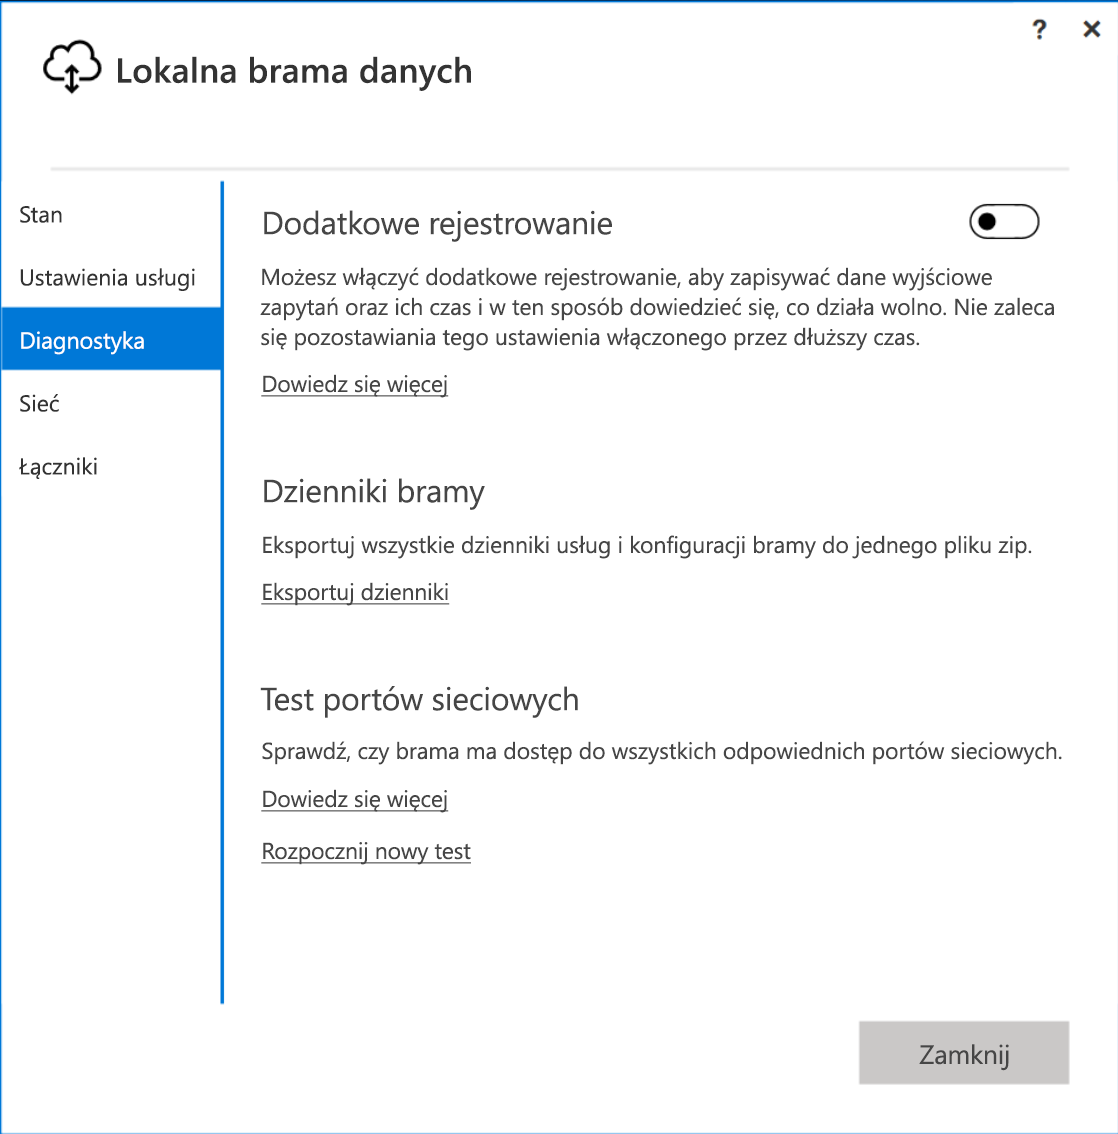 ?
Lokalna brama danych
Stan
Ustawienia usługi
Diagnostyka
Sieć
Łączniki
Dodatkowe rejestrowanie
Możesz włączyć dodatkowe rejestrowanie, aby zapisywać dane wyjściowe
zapytań oraz ich czas i w ten sposób dowiedzieć się, co działa wolno. Nie zaleca
się pozostawiania tego ustawienia włączonego przez dłuższy czas.
Dowiedz się więcej
Dzienniki bramy
Eksportuj wszystkie dzienniki usług i konfiguracji bramy do jednego pliku zip.
Eksportuj dzienniki
Test portów sieciowych
Sprawdź, czy brama ma dostęp do wszystkich odpowiednich portów sieciowych.
Dowiedz się więcej
Rozpocznij nowy test
Zamknij